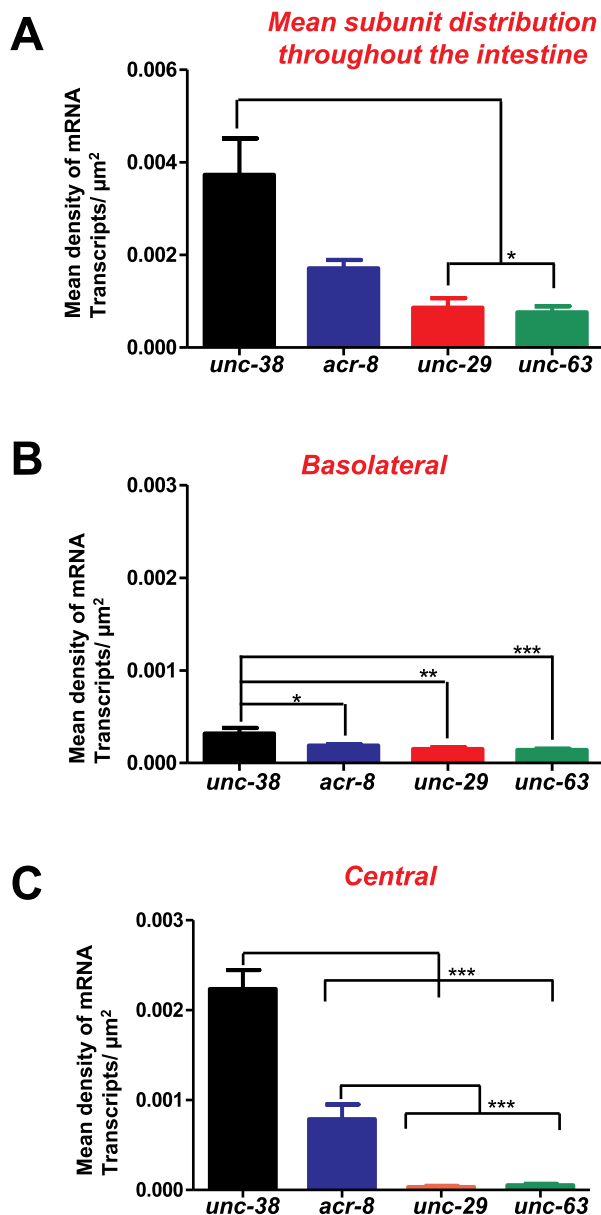 A
Mean subunit distribution
throughout the intestine
Mean density of mRNA
Transcripts/ µm²
0.006
0.004
0.002
0.000
*
unc-38 acr-8 unc-29 unc-63
B
Basolateral
Mean density of mRNA
Transcripts/ µm²
0.003
0.002
0.001
0.000
***
**
*
unc-38 acr-8 unc-29 unc-63
C
Central
Mean density of mRNA
Transcripts/ µm²
0.003
0.002
0.001
0.000
***
***
unc-38 acr-8 unc-29 unc-63